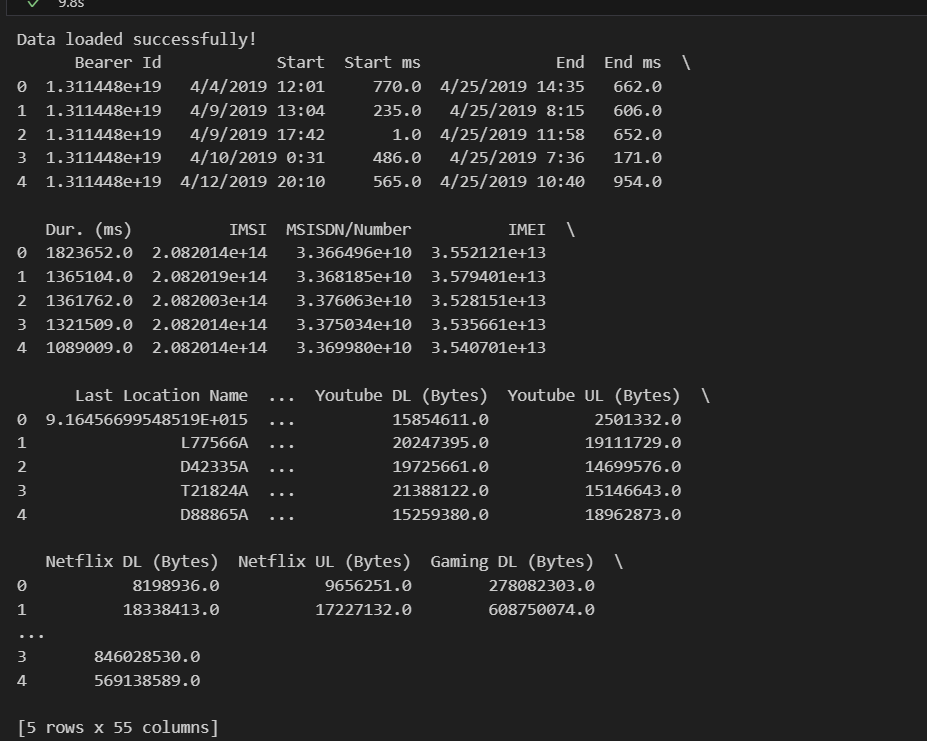 9.8s
Data loaded successfully!
Bearer Id Start Start ms End End ms \
0 1.311448e+19 4/4/2019 12:01 770.0 4/25/2019 14:35 662.0
1 1.311448e+19 4/9/2019 13:04 235.0 4/25/2019 8:15 606.0
2 1.311448e+19 4/9/2019 17:42 1.0 4/25/2019 11:58 652.0
3 1.311448e+19 4/10/2019 0:31 486.0 4/25/2019 7:36 171.0
4 1.311448e+19 4/12/2019 20:10 565.0 4/25/2019 10:40 954.0
Dur. (ms) IMSI MSISDN/Number IMEI \
0 1823652.0 2.082014e+14 3.366496e+10 3.552121e+13
1 1365104.0 2.082019e+14 3.368185e+10 3.579401e+13
2 1361762.0 2.082003e+14 3.376063e+10 3.528151e+13
3 1321509.0 2.082014e+14 3.375034e+10 3.535661e+13
4 1089009.0 2.082014e+14 3.369980e+10 3.540701e+13
Last Location Name ... Youtube DL (Bytes) Youtube UL (Bytes) \
0 9.16456699548519E+015 ... 15854611.0 2501332.0
1 L77566A ... 20247395.0 19111729.0
2 D42335A ... 19725661.0 14699576.0
3 T21824A ... 21388122.0 15146643.0
4 D88865A ... 15259380.0 18962873.0
Netflix DL (Bytes) Netflix UL (Bytes) Gaming DL (Bytes) \
0 8198936.0 9656251.0 278082303.0
1 18338413.0 17227132.0 608750074.0
...
3 846028530.0
4 569138589.0
[5 rows x 55 columns]